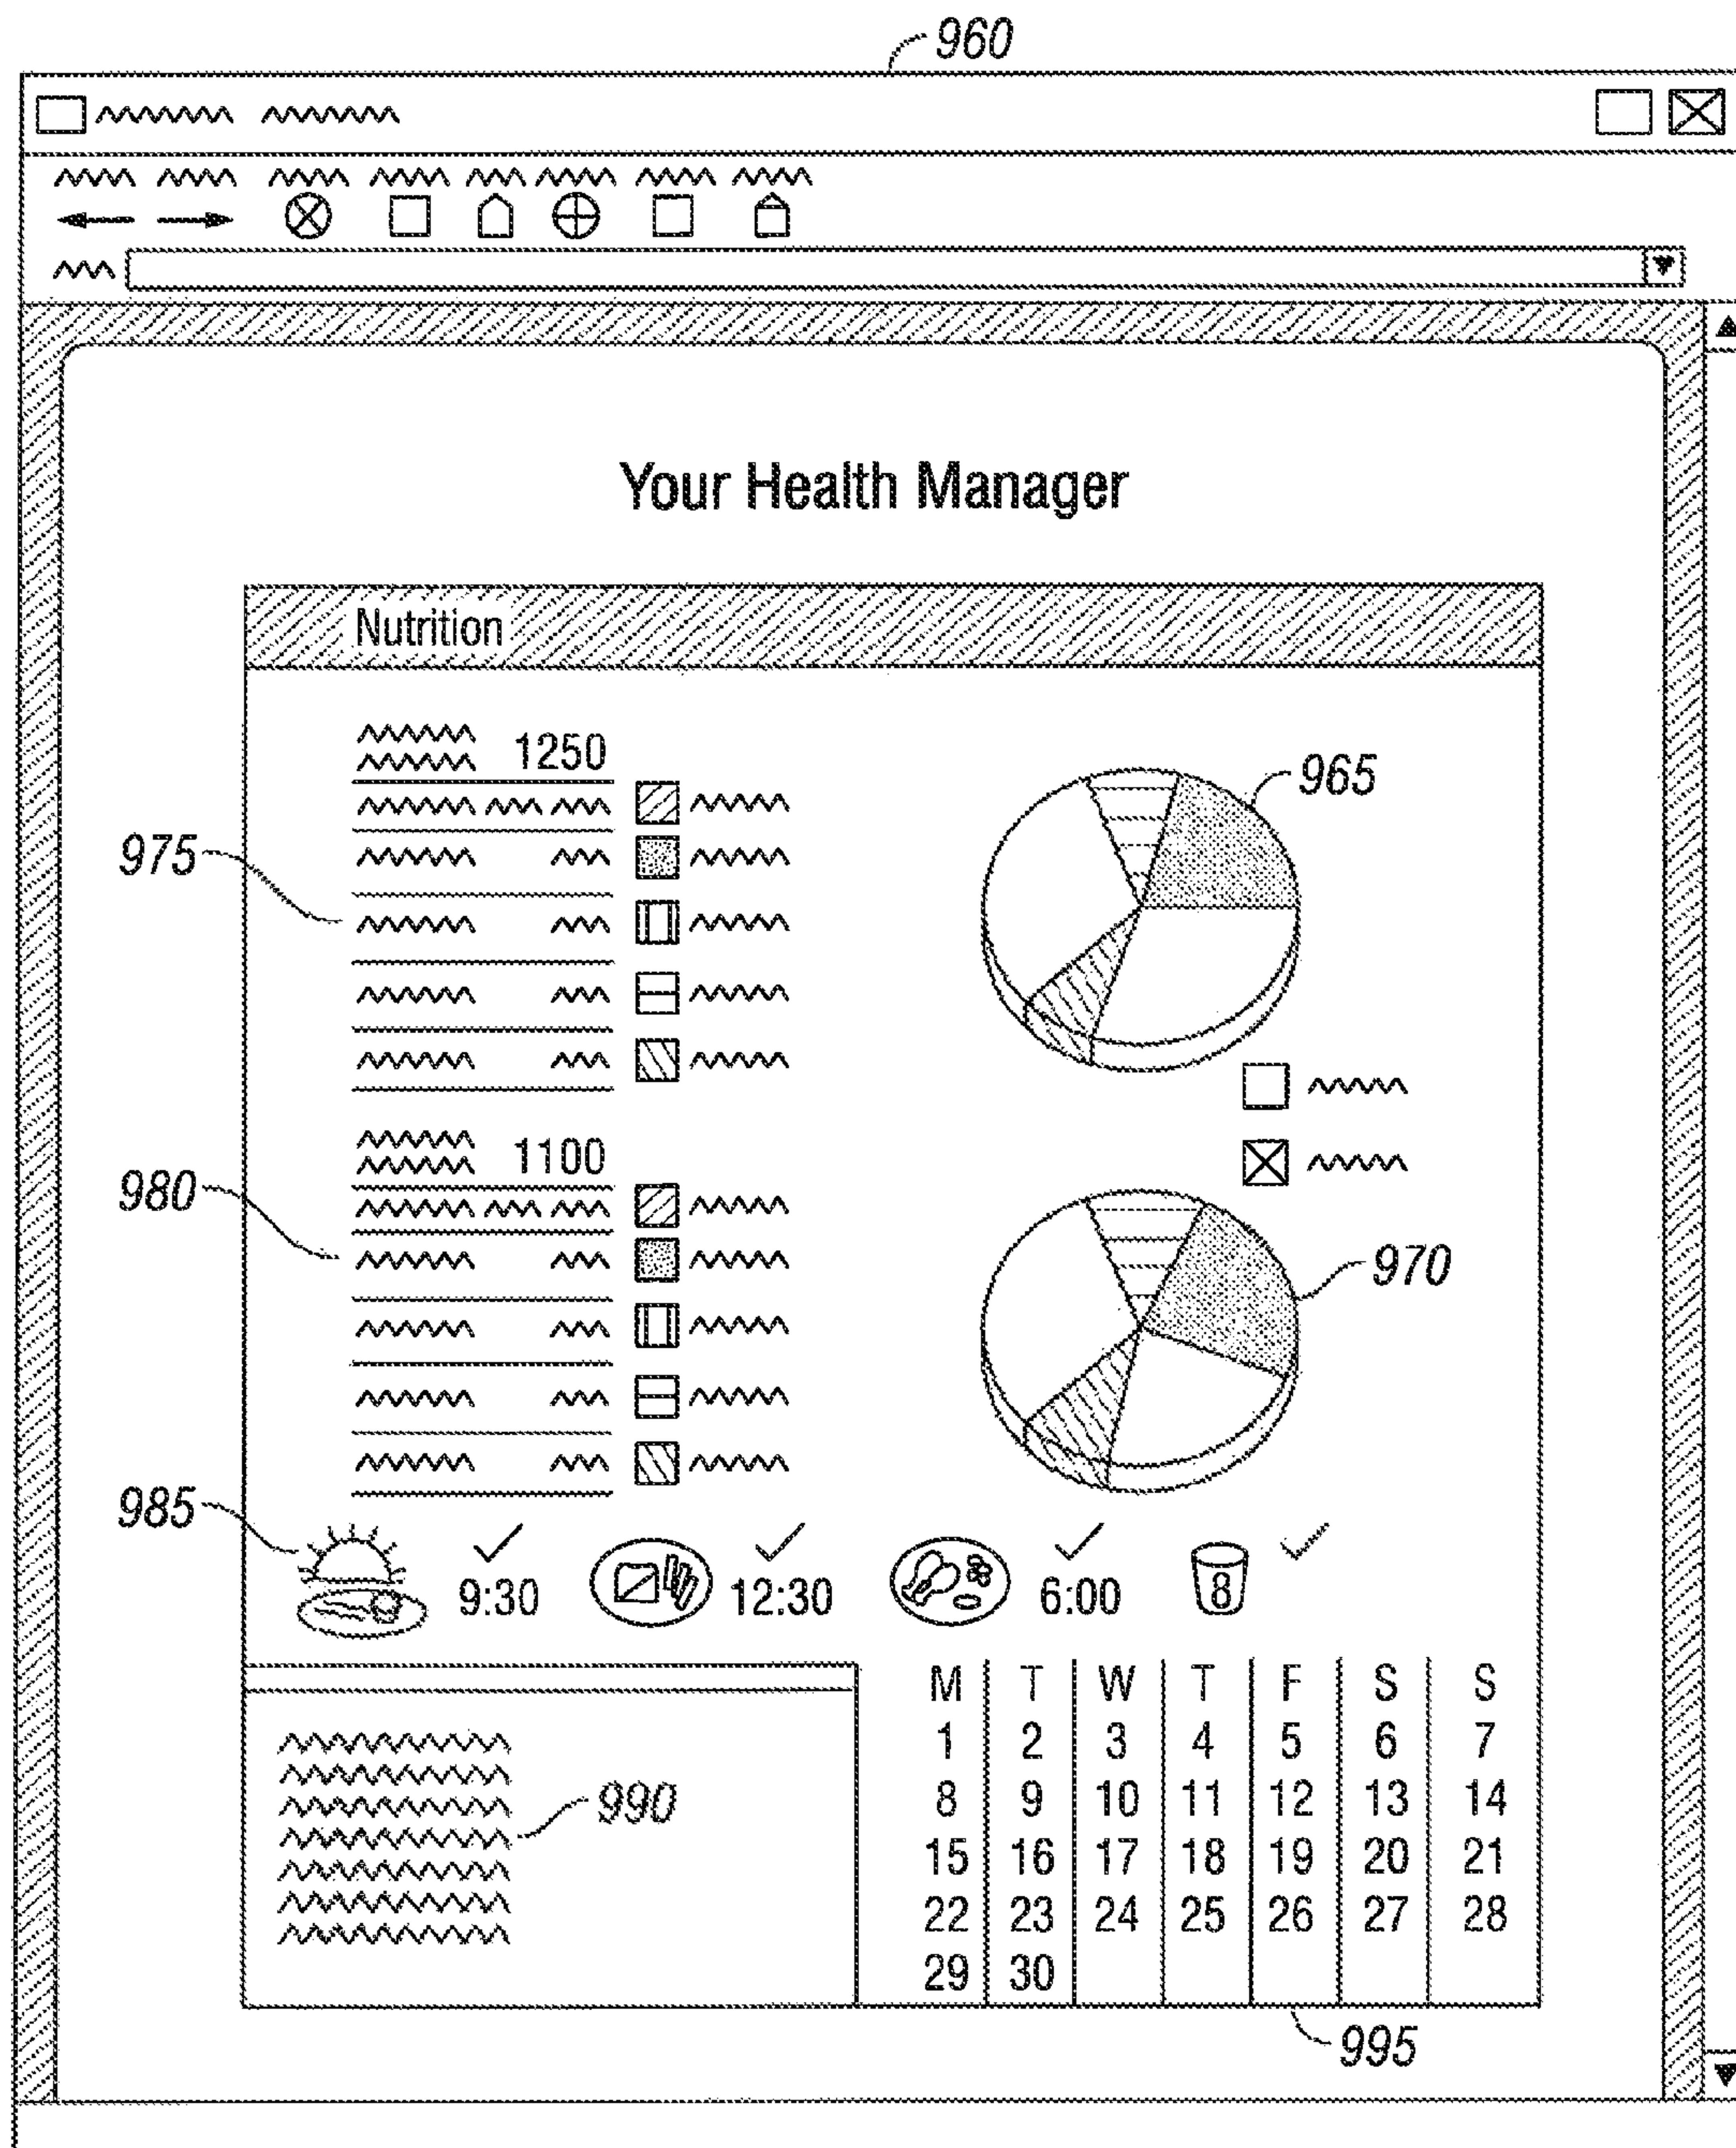 960
Your Health Manager
Nutrition
1250
965
975
1100
980
970
985
9:30 12:30 6:00 8
M T W T F S S
1 2 3 4 5 6 7
990
8 9 10 11 12 13 14
15 16 17 18 19 20 21
22 23 24 25 26 27 28
29 30
995